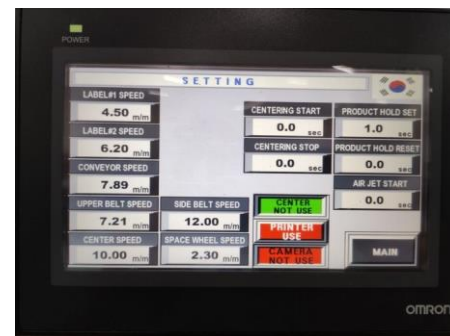 POWER
SETTING
LABEL#1 SPEED
4.50 m/m
LABEL#2 SPEED
6.20 m/m
CONVEYOR SPEED
7.89 m/m
UPPER BELT SPEED
7.21 m/m
CENTER SPEED
10.00 m/m
SIDE BELT SPEED
12.00 m/m
SPACE WHEEL SPEED
2.30 m/m
CENTERING START
0.0 sec
CENTERING STOP
0.0 sec
CENTER
NOT USE
PRINTER
USE
CAMERA
NOT USE
PRODUCT HOLD SET
1.0 sec
PRODUCT HOLD RESET
0.0 sec
AIR JET START
0.0 sec
MAIN
OMRON